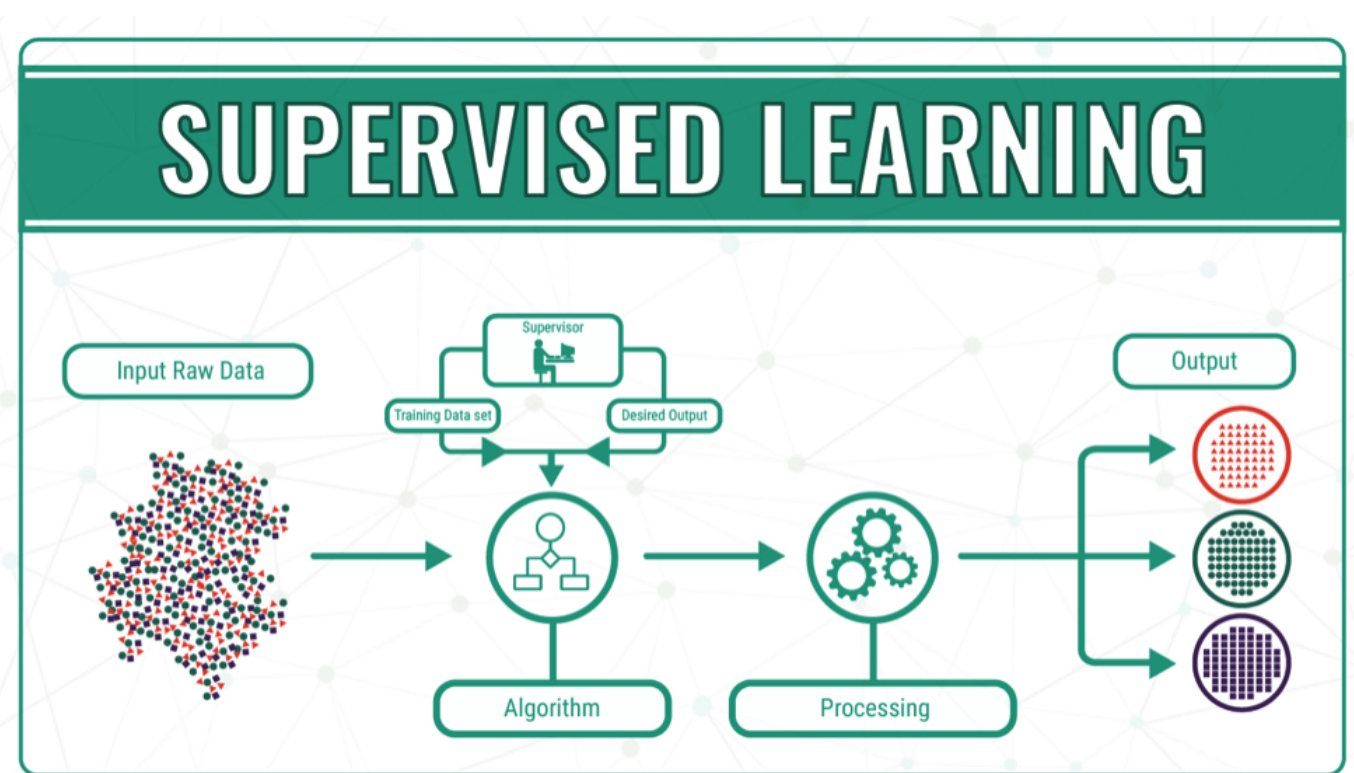 SUPERVISED LEARNING
Input Raw Data
Supervisor
Training Data set
Desired Output
Algorithm
Processing
Output